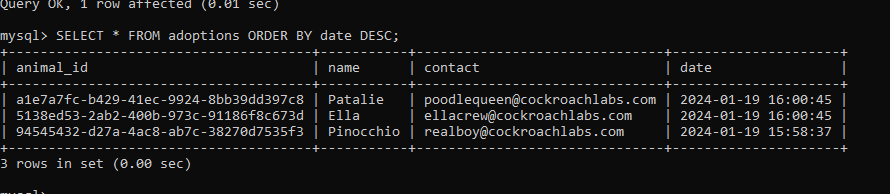 Query OK, 1 row affected (0.01 sec)
mysql> SELECT * FROM adoptions ORDER BY date DESC;
+--------------------------------------+-----------+--------------------------------+---------------------+
| animal_id                            | name      | contact                        | date                |
+--------------------------------------+-----------+--------------------------------+---------------------+
| a1e7a7fc-b429-41ec-9924-8bb39dd397c8 | Patalie   | poodlequeen@cockroachlabs.com | 2024-01-19 16:00:45 |
| 5138ed53-2ab2-400b-973c-91186f8c673d | Ella      | ellacrew@cockroachlabs.com    | 2024-01-19 16:00:45 |
| 94545432-d27a-4ac8-ab7c-38270d7535f3 | Pinocchio | realboy@cockroachlabs.com     | 2024-01-19 15:58:37 |
+--------------------------------------+-----------+--------------------------------+---------------------+
3 rows in set (0.00 sec)
mysql>